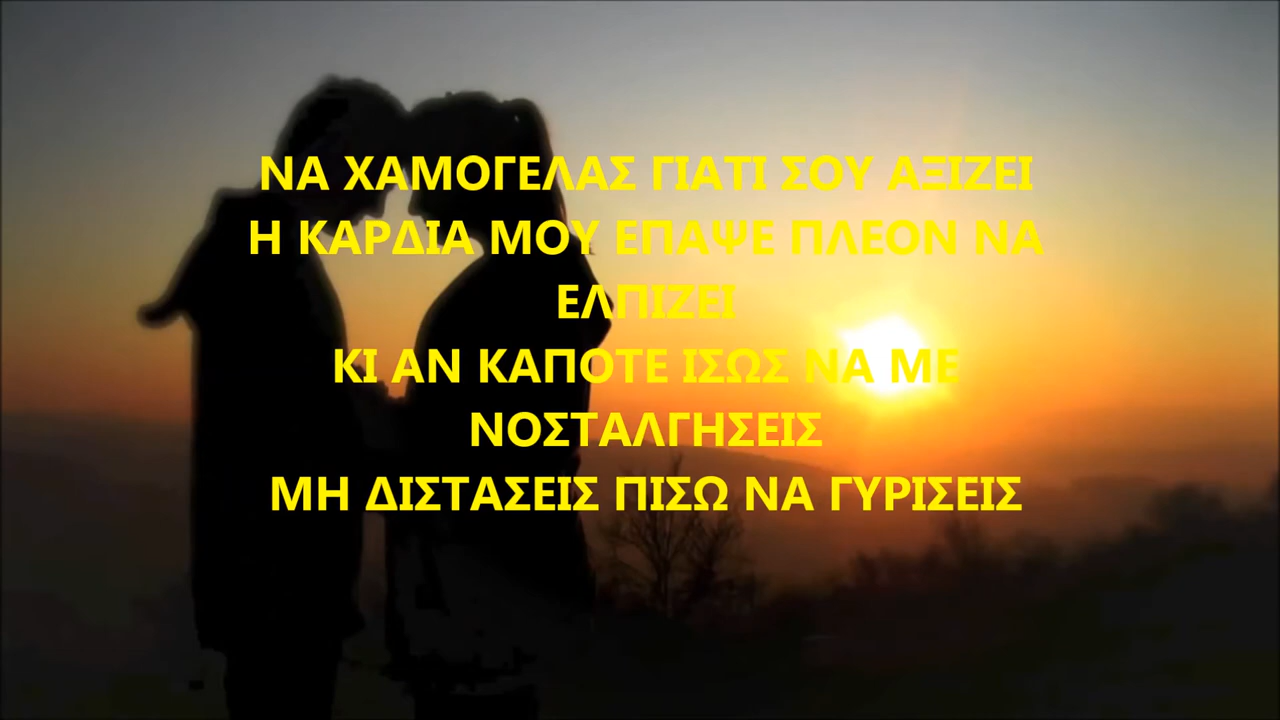 ΝΑ ΧΑΜΟΓΕΛΑΣ ΓΙΑΤΙ ΣΟΥ ΑΞΙΖΕΙ
Η ΚΑΡΔΙΑ ΜΟΥ ΕΠΑΨΕ ΠΛΕΟΝ ΝΑ
ΕΛΠΙΖΕΙ
ΚΙ ΑΝ ΚΑΠΟΤΕ ΙΣΩΣ ΝΑ ΜΕ
ΝΟΣΤΑΛΓΗΣΕΙΣ
ΜΗ ΔΙΣΤΑΣΕΙΣ ΠΙΣΩ ΝΑ ΓΥΡΙΣΕΙΣ